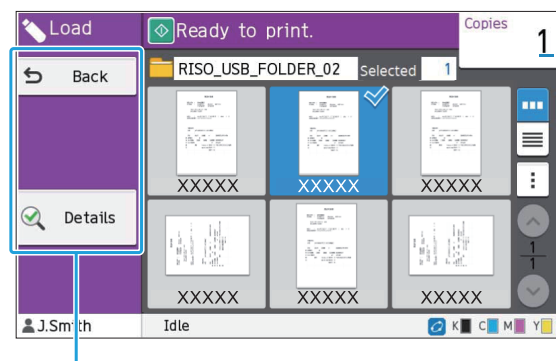 Load
Ready to print.
Copies
1
Back
RISO_USB_FOLDER_02
Selected 1
XXXXX XXXXX XXXXX
Details
1
1
XXXXX XXXXX XXXXX
J.Smith Idle K C M Y